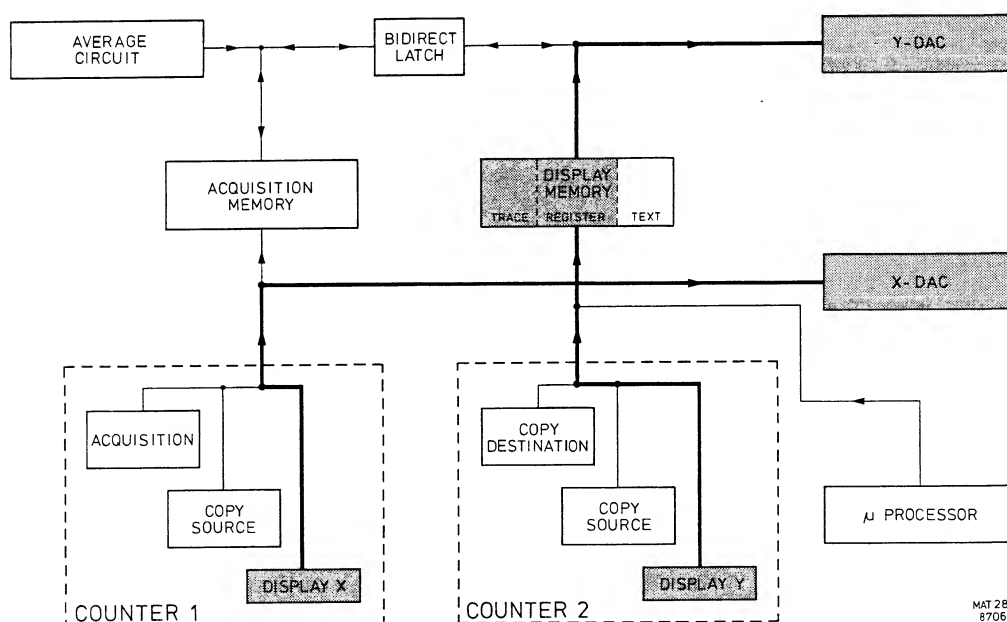 AVERAGE
CIRCUIT
BIDIRECT
LATCH
Y-DAC
ACQUISITION
MEMORY
DISPLAY
MEMORY
TRACE
REGISTER
TEXT
X-DAC
ACQUISITION
COPY
SOURCE
DISPLAY X
COUNTER 1
COPY
DESTINATION
COPY
SOURCE
DISPLAY Y
COUNTER 2
μ PROCESSOR
MAT 28
8706